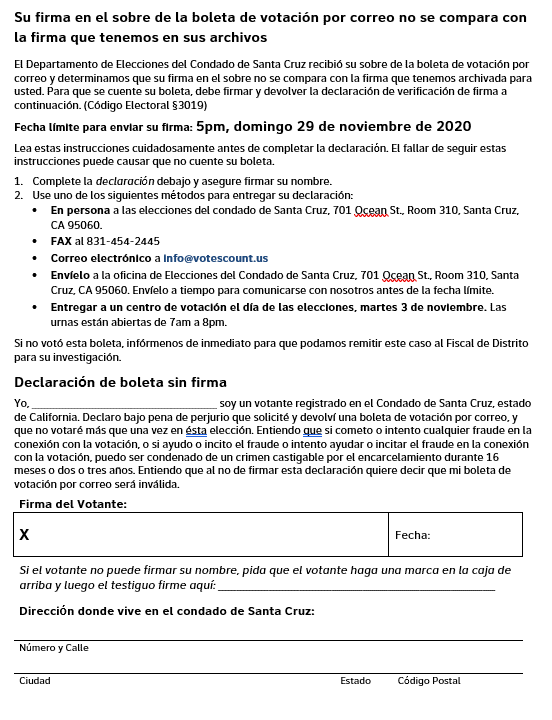 Su firma en el sobre de la boleta de votación por correo no se compara con
la firma que tenemos en sus archivos
El Departamento de Elecciones del Condado de Santa Cruz recibió su sobre de la boleta de votación por
correo y determinamos que su firma en el sobre no se compara con la firma que tenemos archivada para
usted. Para que se cuente su boleta, debe firmar y devolver la declaración de verificación de firma a
continuación. (Código Electoral §3019)
Fecha límite para enviar su firma: 5pm, domingo 29 de noviembre de 2020
Lea estas instrucciones cuidadosamente antes de completar la declaración. El fallar de seguir estas
instrucciones puede causar que no cuente su boleta.
1. Complete la declaración debajo y asegure firmar su nombre.
2. Use uno de los siguientes métodos para entregar su declaración:
• En persona a las elecciones del condado de Santa Cruz, 701 Ocean St., Room 310, Santa Cruz,
CA 95060.
• FAX al 831-454-2445
• Correo electrónico a info@votescount.us
• Envíelo a la oficina de Elecciones del Condado de Santa Cruz, 701 Ocean St., Room 310, Santa
Cruz, CA 95060. Envíelo a tiempo para comunicarse con nosotros antes de la fecha límite.
• Entregar a un centro de votación el día de las elecciones, martes 3 de noviembre. Las
urnas están abiertas de 7am a 8pm.
Si no votó esta boleta, infórmenos de inmediato para que podamos remitir este caso al Fiscal de Distrito
para su investigación.
Declaración de boleta sin firma
Yo, ______________________________ soy un votante registrado en el Condado de Santa Cruz, estado
de California. Declaro bajo pena de perjurio que solicité y devolví una boleta de votación por correo, y
que no votaré más que una vez en ésta elección. Entiendo que si cometo o intento cualquier fraude en la
conexión con la votación, o si ayudo o incito el fraude o intento ayudar o incitar el fraude en la conexión
con la votación, puedo ser condenado de un crimen castigable por el encarcelamiento durante 16
meses o dos o tres años. Entiendo que al no de firmar esta declaración quiere decir que mi boleta de
votación por correo será inválida.
Firma del Votante:
X Fecha:
Si el votante no puede firmar su nombre, pida que el votante haga una marca en la caja de
arriba y luego el testiguo firme aquí: ______________________________
Dirección donde vive en el condado de Santa Cruz:
Número y Calle
Ciudad Estado Código Postal